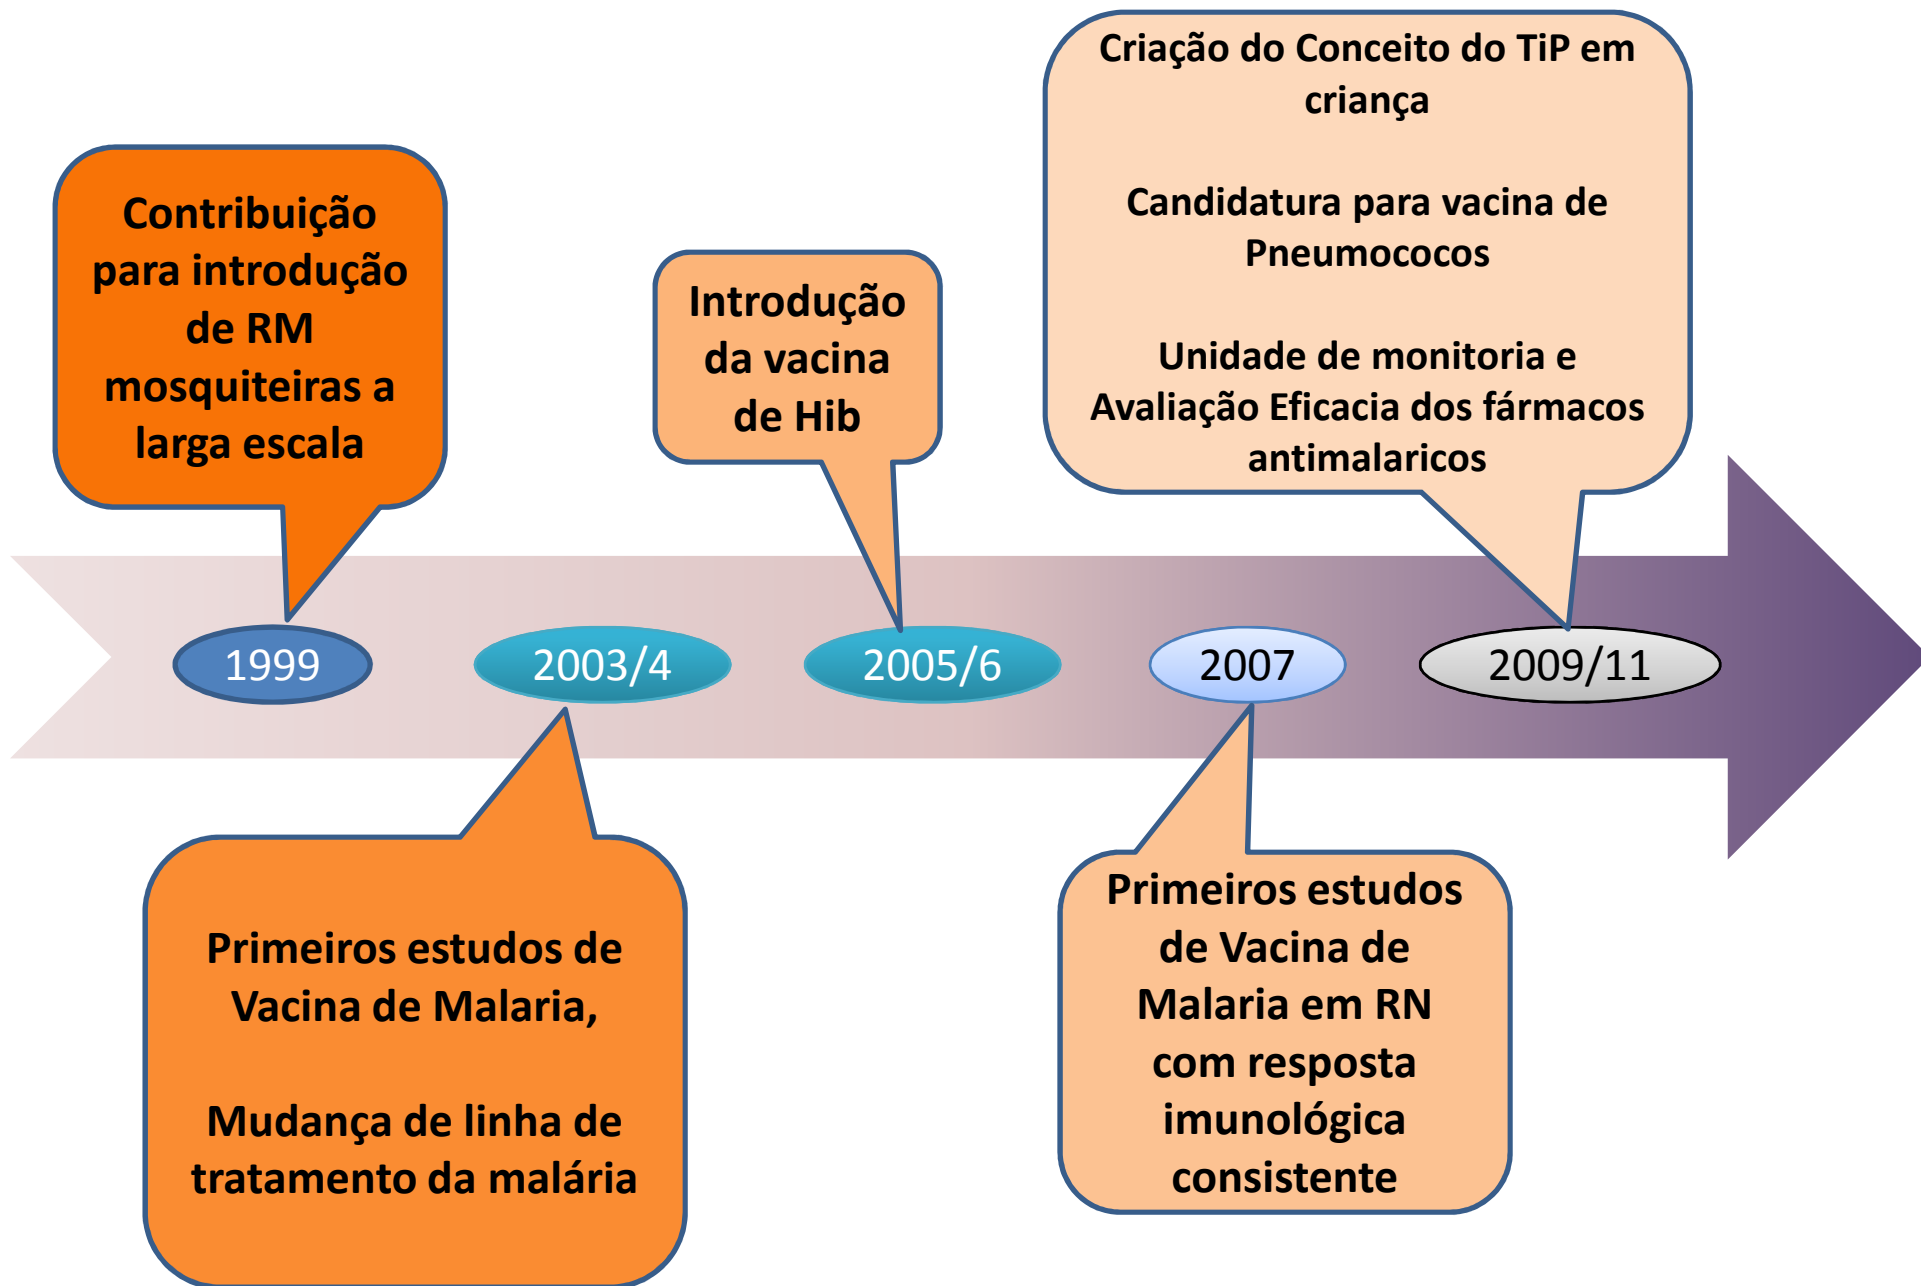 Criação do Conceito do TiP em
criança
Candidatura para vacina de
Pneumococos
Unidade de monitoria e
Avaliação Eficacia dos fármacos
antimalaricos
Contribuição
para introdução
de RM
mosquiteiras a
larga escala
Introdução
da vacina
de Hib
1999
2003/4
2005/6
2007
2009/11
Primeiros estudos de
Vacina de Malaria,
Mudança de linha de
tratamento da malária
Primeiros estudos
de Vacina de
Malaria em RN
com resposta
imunológica
consistente